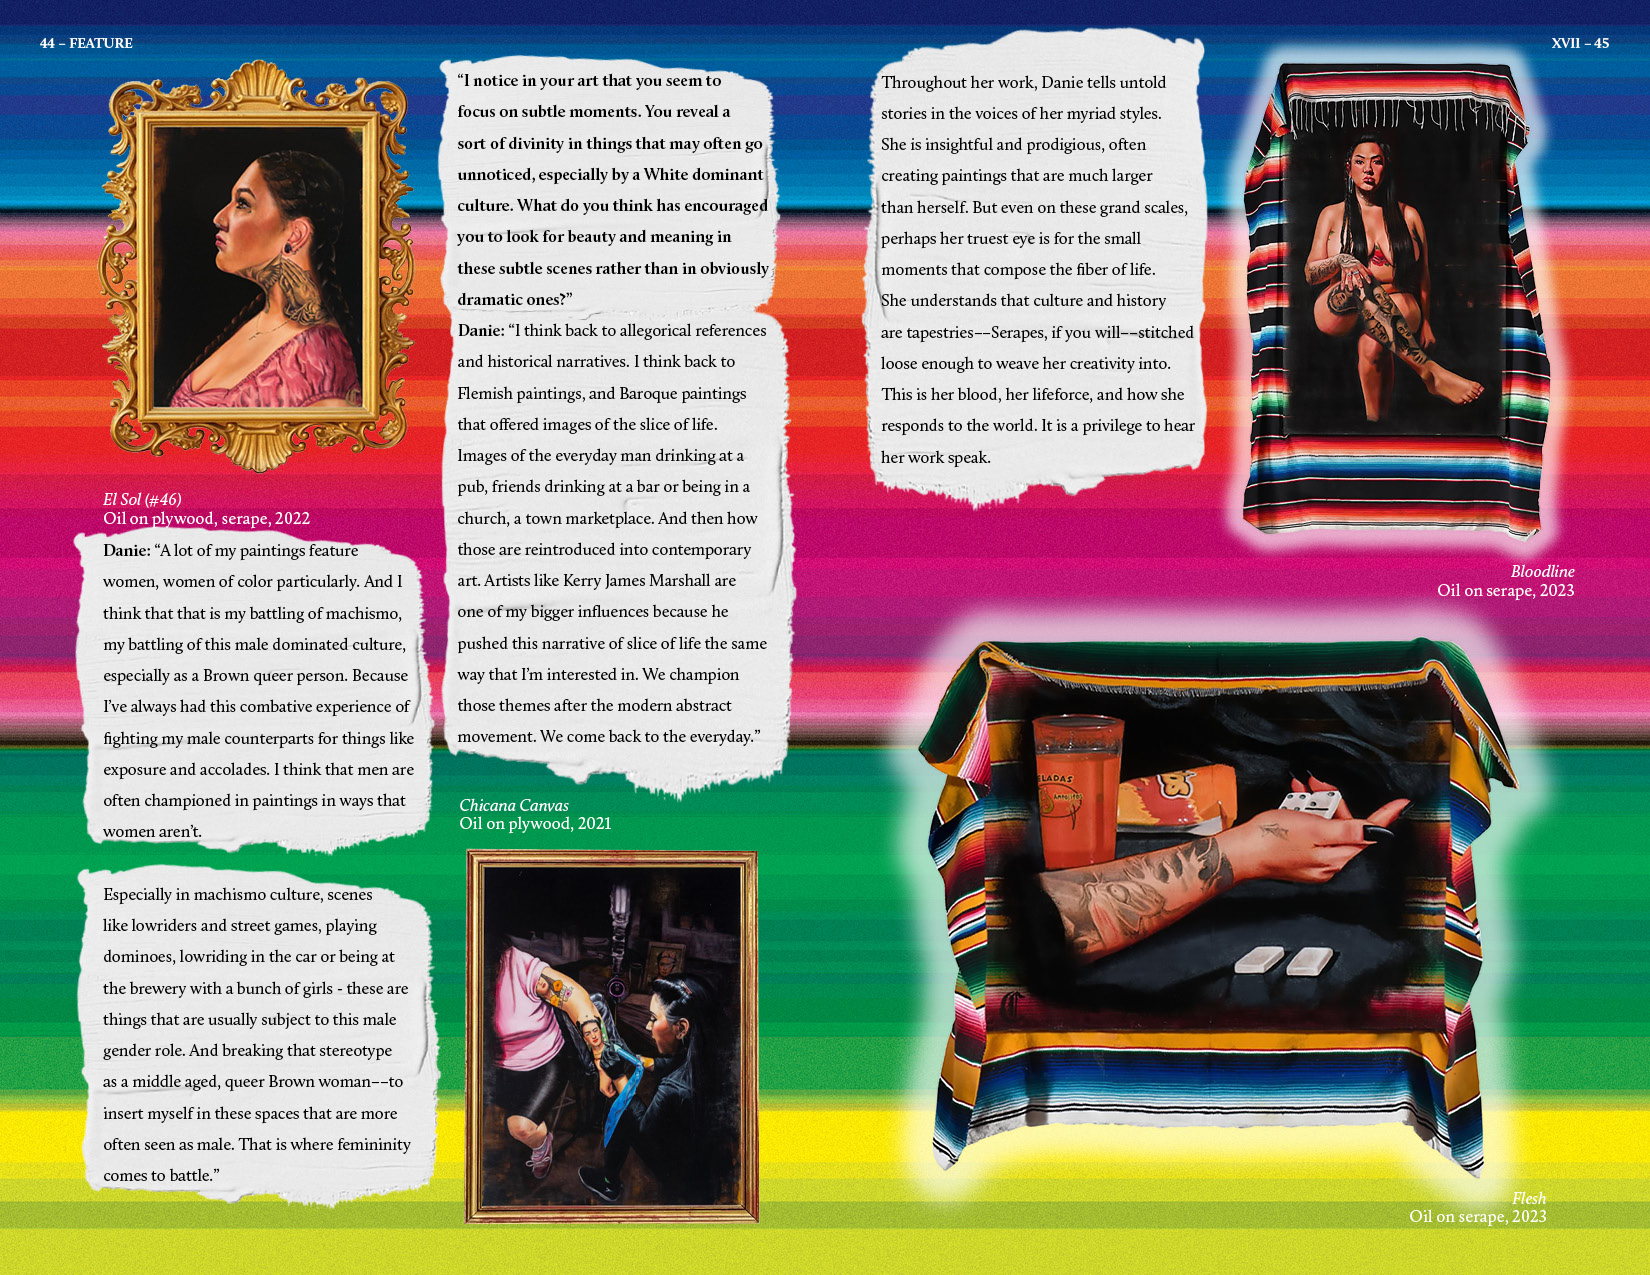 44 – FEATURE
El Sol (#46)
Oil on plywood, serape, 2022
Danie: “A lot of my paintings feature
women, women of color particularly. And I
think that that is my battling of machismo,
my battling of this male dominated culture,
especially as a Brown queer person. Because
I’ve always had this combative experience of
fighting my male counterparts for things like
exposure and accolades. I think that men are
often championed in paintings in ways that
women aren’t.
Especially in machismo culture, scenes
like lowriders and street games, playing
dominoes, lowriding in the car or being at
the brewery with a bunch of girls - these are
things that are usually subject to this male
gender role. And breaking that stereotype
as a middle aged, queer Brown woman––to
insert myself in these spaces that are more
often seen as male. That is where femininity
comes to battle.”
“I notice in your art that you seem to
focus on subtle moments. You reveal a
sort of divinity in things that may often go
unnoticed, especially by a White dominant
culture. What do you think has encouraged
you to look for beauty and meaning in
these subtle scenes rather than in obviously
dramatic ones?”
Danie: “I think back to allegorical references
and historical narratives. I think back to
Flemish paintings, and Baroque paintings
that offered images of the slice of life.
Images of the everyday man drinking at a
pub, friends drinking at a bar or being in a
church, a town marketplace. And then how
those are reintroduced into contemporary
art. Artists like Kerry James Marshall are
one of my bigger influences because he
pushed this narrative of slice of life the same
way that I’m interested in. We champion
those themes after the modern abstract
movement. We come back to the everyday.”
Chicana Canvas
Oil on plywood, 2021
Throughout her work, Danie tells untold
stories in the voices of her myriad styles.
She is insightful and prodigious, often
creating paintings that are much larger
than herself. But even on these grand scales,
perhaps her truest eye is for the small
moments that compose the fiber of life.
She understands that culture and history
are tapestries––Serapes, if you will––stitched
loose enough to weave her creativity into.
This is her blood, her lifeforce, and how she
responds to the world. It is a privilege to hear
her work speak.
XVII – 45
Bloodline
Oil on serape, 2023
ELADAS
ANTOJITOS
C
Flesh
Oil on serape, 2023